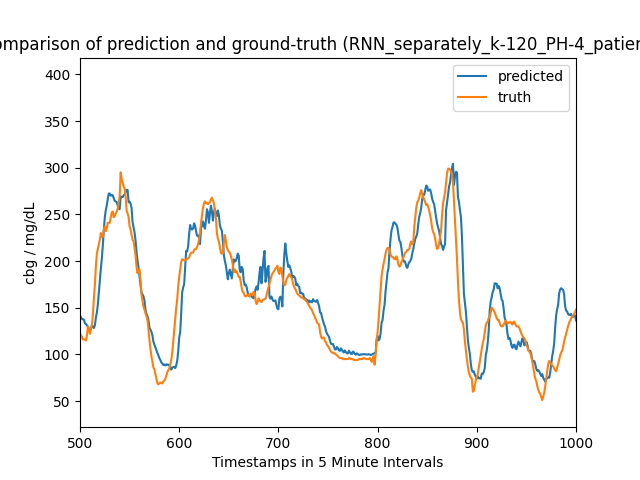 omparison of prediction and ground-truth (RNN_separately_k-120_PH-4_patien
predicted
truth
cbg / mg/dL
400
350
300
250
200
150
100
50
500 600 700 800 900 1000
Timestamps in 5 Minute Intervals